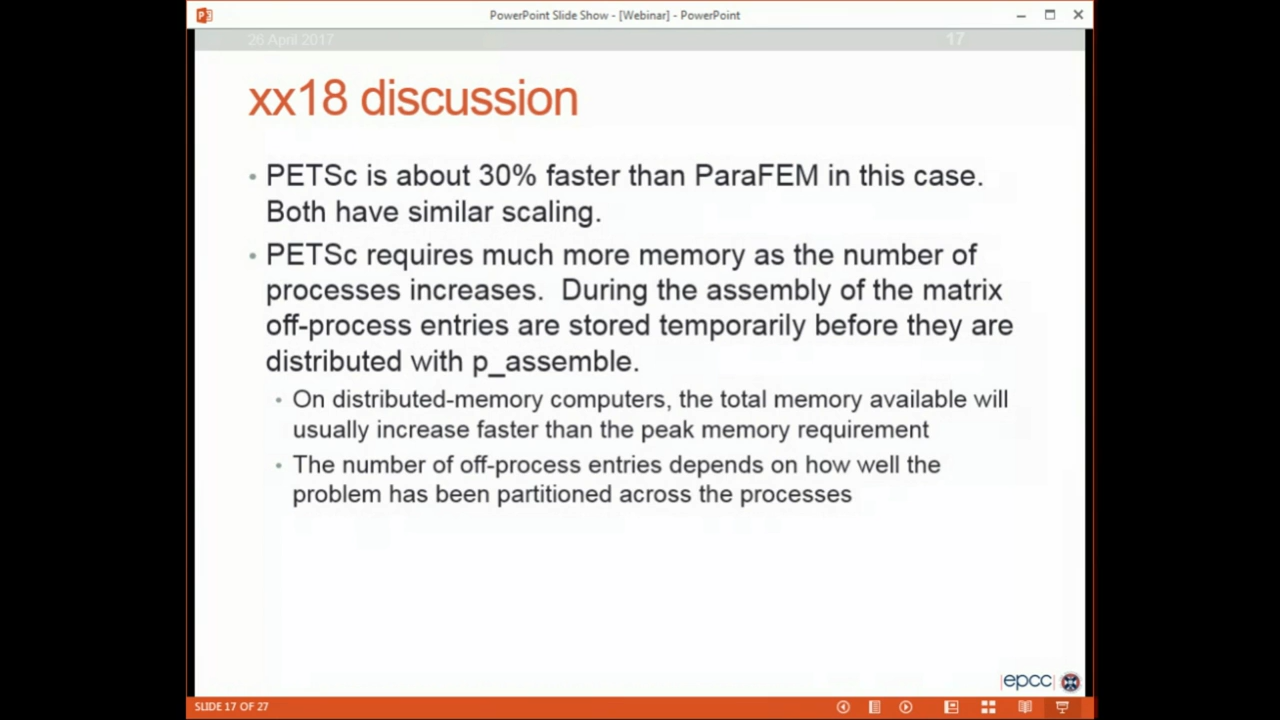 PowerPoint Slide Show - [Webinar] - PowerPoint
26 April 2017
17
xx18 discussion
• PETSc is about 30% faster than ParaFEM in this case.
Both have similar scaling.
• PETSc requires much more memory as the number of
processes increases.  During the assembly of the matrix
off-process entries are stored temporarily before they are
distributed with p_assemble.
• On distributed-memory computers, the total memory available will
usually increase faster than the peak memory requirement
• The number of off-process entries depends on how well the
problem has been partitioned across the processes
epcc
SLIDE 17 OF 27